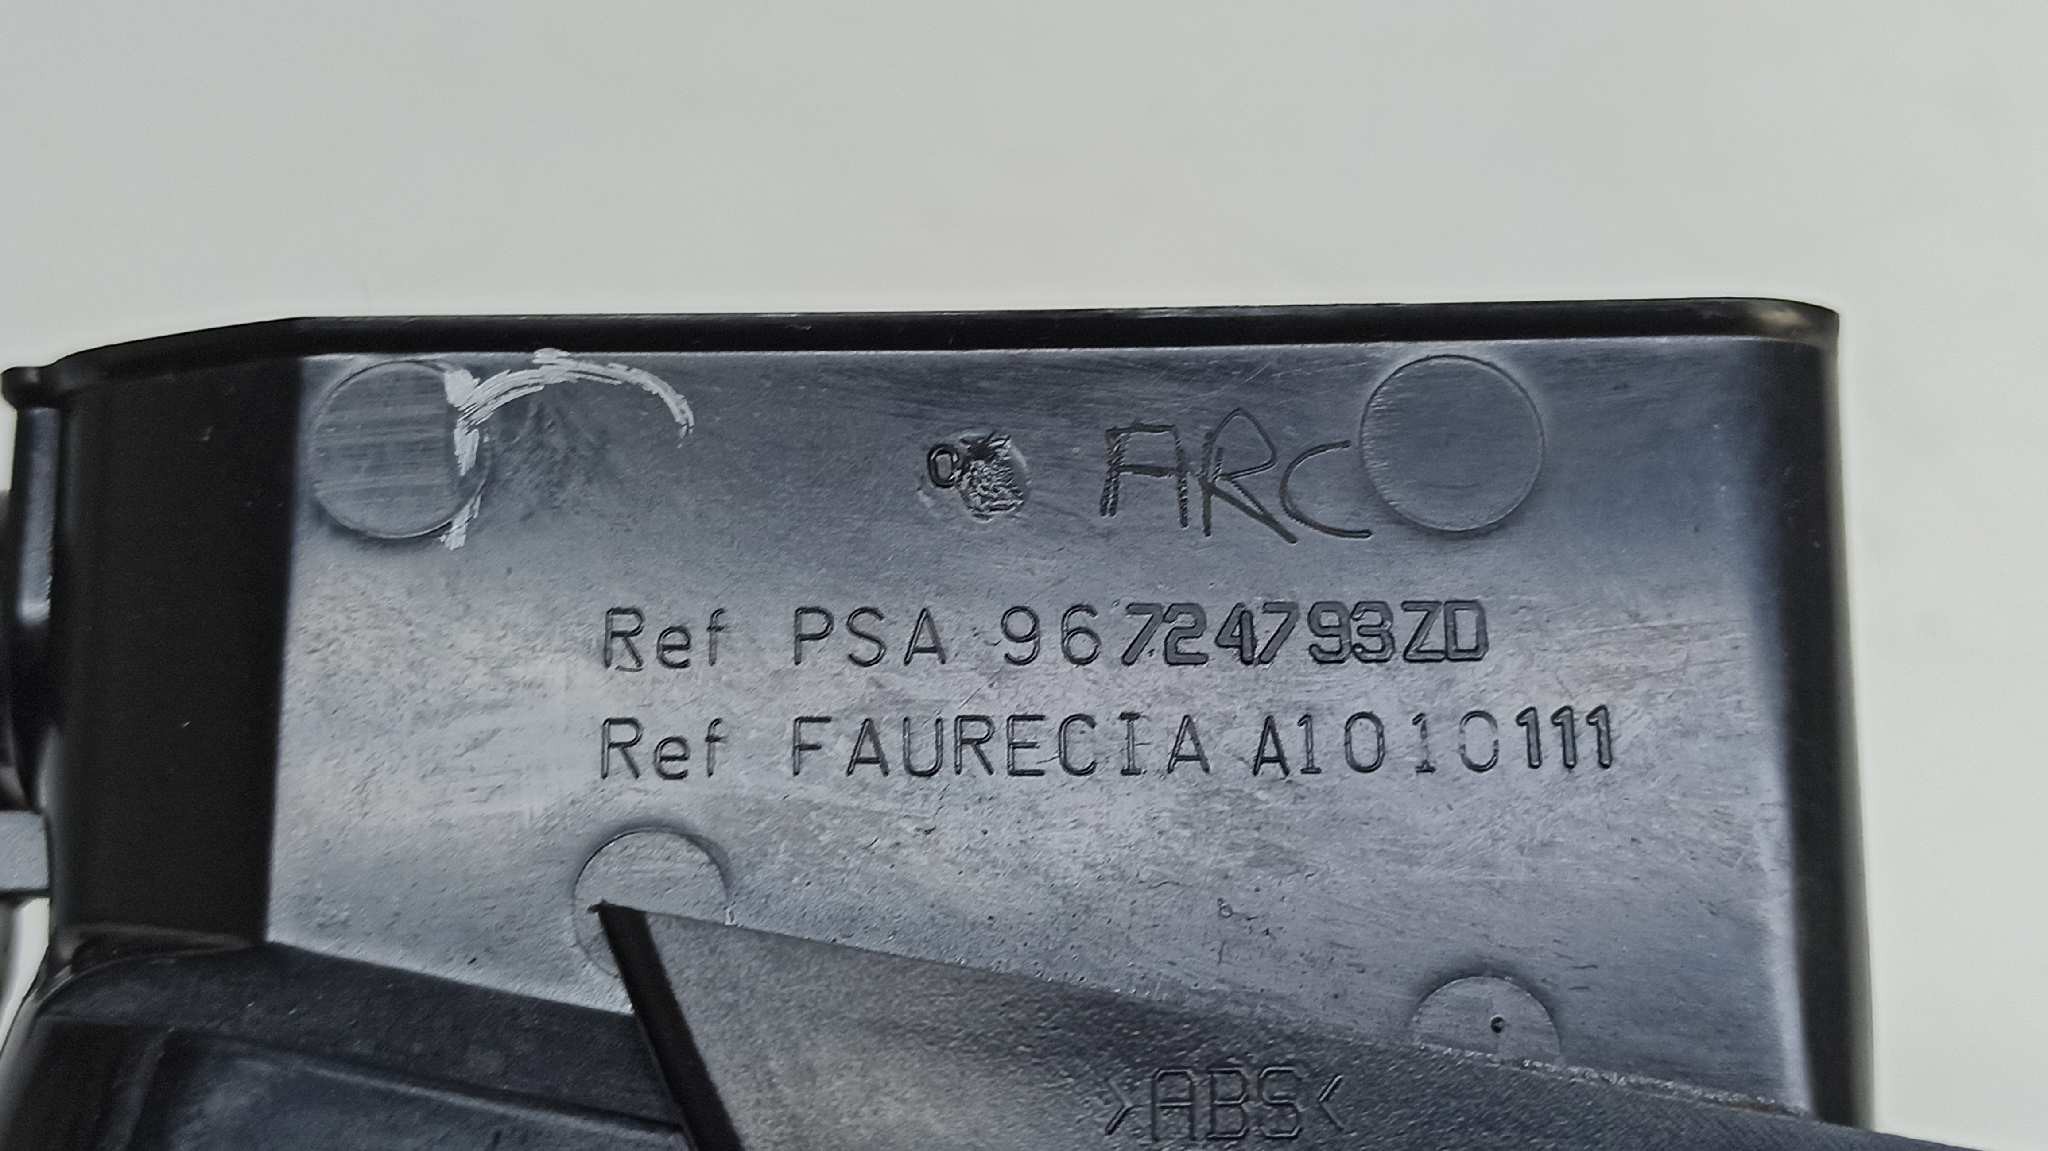 ARC
Ref PSA 96724793ZD
Ref FAURECIA A1010111
>ABS<